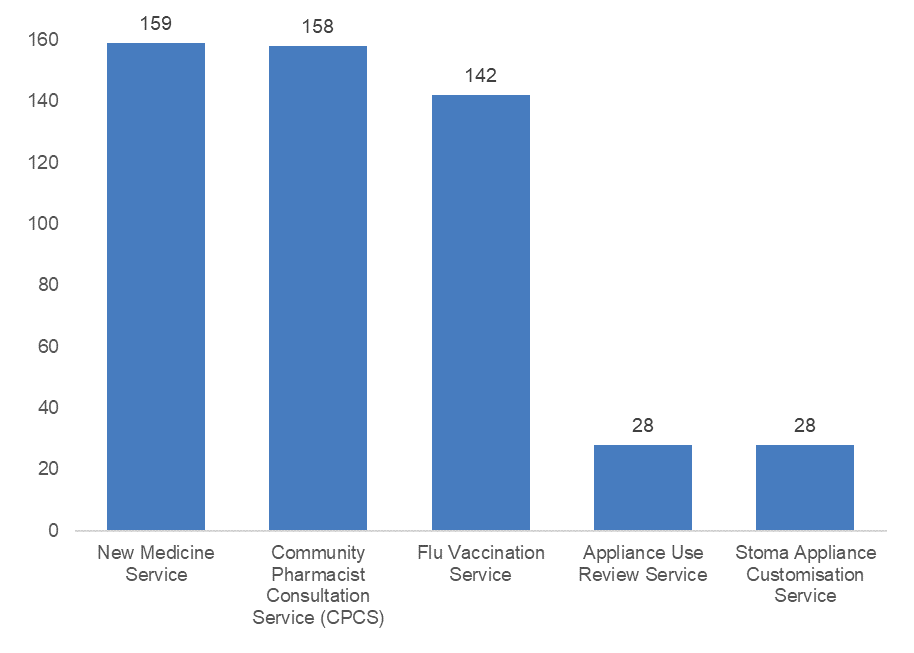 159
158
142
28
28
160
140
120
100
80
60
40
20
0
New Medicine
Service
Community
Pharmacist
Consultation
Service (CPCS)
Flu Vaccination
Service
Appliance Use
Review Service
Stoma Appliance
Customisation
Service